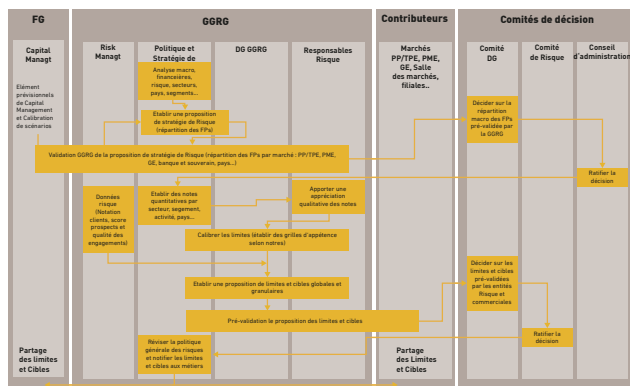 FG
GGRG
Contributeurs
Comités de décision
Capital
Managt
Risk
Managt
Politique et
Stratégie de
DG GGRG
Responsables
Risque
Marchés
PP/TPE, PME,
GE, Salle
des marchés,
filiales..
Comité
DG
Comité
de Risque
Conseil
d'administration
Elément
prévisionnels
de Capital
Management
et Calibration
de scénarios
Analyse macro,
financeières,
risque, secteurs,
pays, segments...
Etablir une proposition
de stratégie de Risque
(répartition des FPs)
Décider sur la
répartition
macro des FPs
pré-validée par
la GGRG
Validation GGRG de la proposition de stratégie de Risque (répartition des FPs par marché : PP/TPE, PME,
GE, banque et souverain, pays...)
Ratifier la
décision
Données
risque
(Notation
clients, score
prospects et
qualité des
engagements)
Etablir des notes
quantitatives par
secteur, segement,
activité, pays...
Apporter une
appréciation
qualitative des notes
Calibrer les limites (établir des grilles d'appétence
selon notres)
Etablir une proposition de limites et cibles globales et
granulaires
Décider sur les
limites et cibles
pré-validées
par les entités
Risque et
commerciales
Pré-validation le proposition des limites et cibles
Ratifier la
décision
Réviser la politique
générale des risques
et notifier les limites
et cibles aux métiers
Partage
des limites
et Cibles
Partage
des Limites
et Cibles